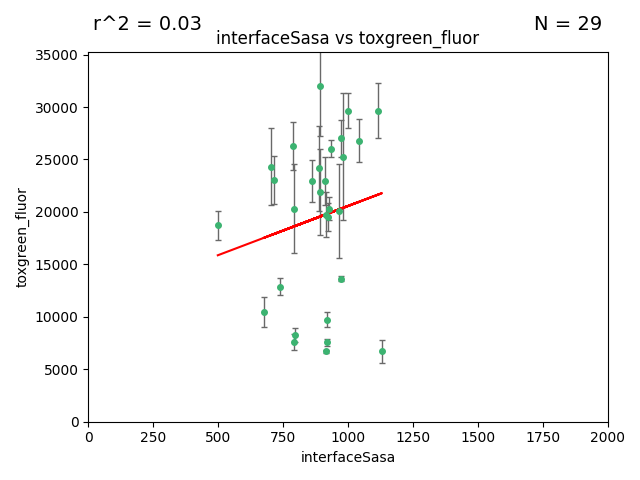 r^2 = 0.03
N = 29
interfaceSasa vs toxgreen_fluor
35000
30000
25000
20000
15000
10000
5000
0
toxgreen_fluor
0 250 500 750 1000 1250 1500 1750 2000
interfaceSasa